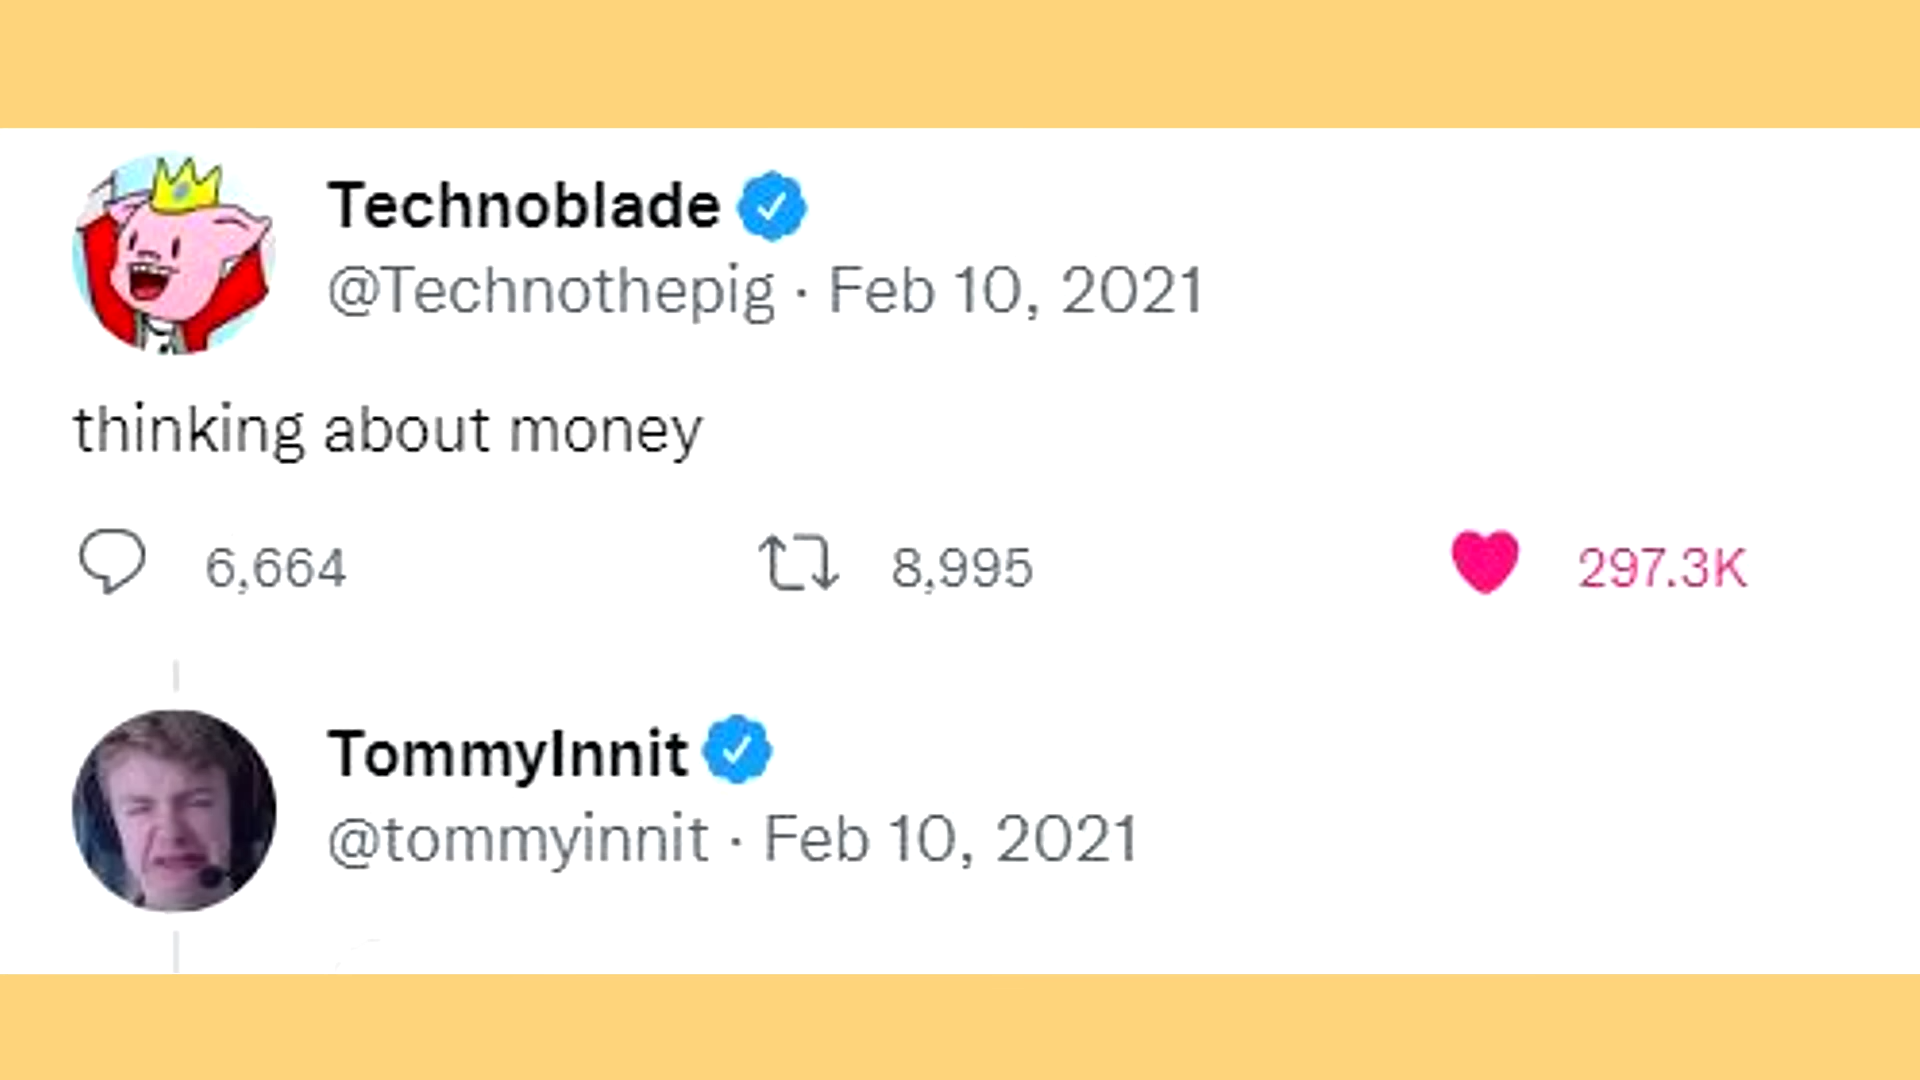 Technoblade
@Technothepig · Feb 10, 2021
thinking about money
6,664 8,995 297.3K
TommyInnit
@tommyinnit · Feb 10, 2021